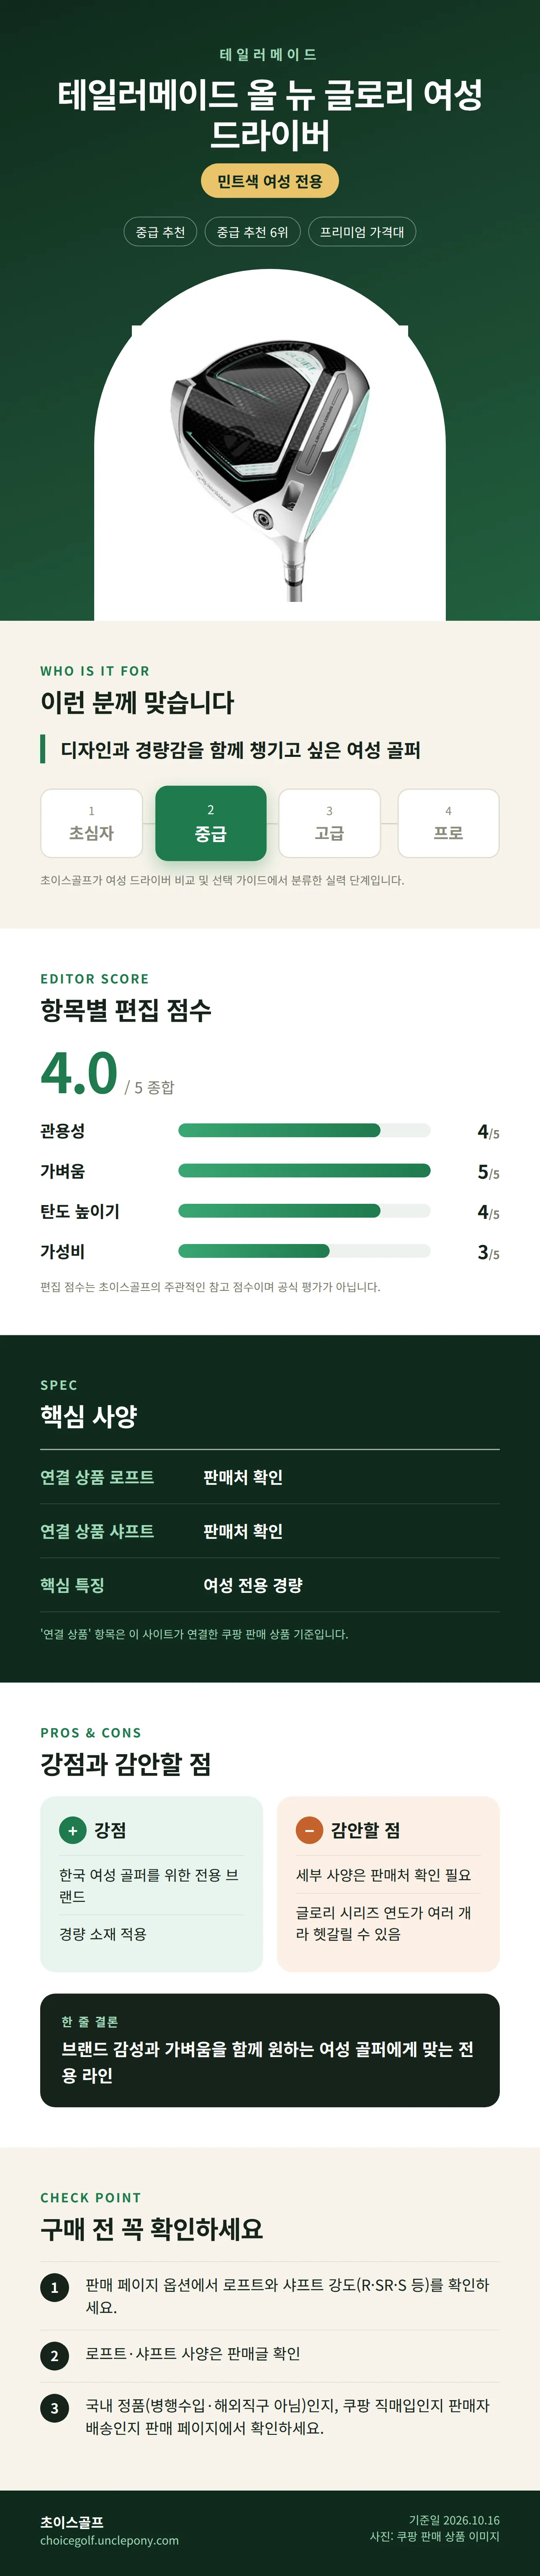 테일러메이드
테일러메이드 올 뉴 글로리 여성
드라이버
민트색 여성 전용
중급 추천
중급 추천 6위
프리미엄 가격대
WHO IS IT FOR
이런 분께 맞습니다
디자인과 경량감을 함께 챙기고 싶은 여성 골퍼
1
초심자
2
중급
3
고급
4
프로
초이스골프가 여성 드라이버 비교 및 선택 가이드에서 분류한 실력 단계입니다.
EDITOR SCORE
항목별 편집 점수
4.0 / 5 종합
관용성 4/5
가벼움 5/5
탄도 높이기 4/5
가성비 3/5
편집 점수는 초이스골프의 주관적인 참고 점수이며 공식 평가가 아닙니다.
SPEC
핵심 사양
연결 상품 로프트 판매처 확인
연결 상품 샤프트 판매처 확인
핵심 특징 여성 전용 경량
'연결 상품' 항목은 이 사이트가 연결한 쿠팡 판매 상품 기준입니다.
PROS & CONS
강점과 감안할 점
+ 강점
한국 여성 골퍼를 위한 전용 브
랜드
경량 소재 적용
− 감안할 점
세부 사양은 판매처 확인 필요
글로리 시리즈 연도가 여러 개
라 헷갈릴 수 있음
한 줄 결론
브랜드 감성과 가벼움을 함께 원하는 여성 골퍼에게 맞는 전
용 라인
CHECK POINT
구매 전 꼭 확인하세요
1 판매 페이지 옵션에서 로프트와 샤프트 강도(R·SR·S 등)를 확인하
세요.
2 로프트·샤프트 사양은 판매글 확인
3 국내 정품(병행수입·해외직구 아님)인지, 쿠팡 직매입인지 판매자
배송인지 판매 페이지에서 확인하세요.
초이스골프
choicegolf.unclepony.com
기준일 2026.10.16
사진: 쿠팡 판매 상품 이미지